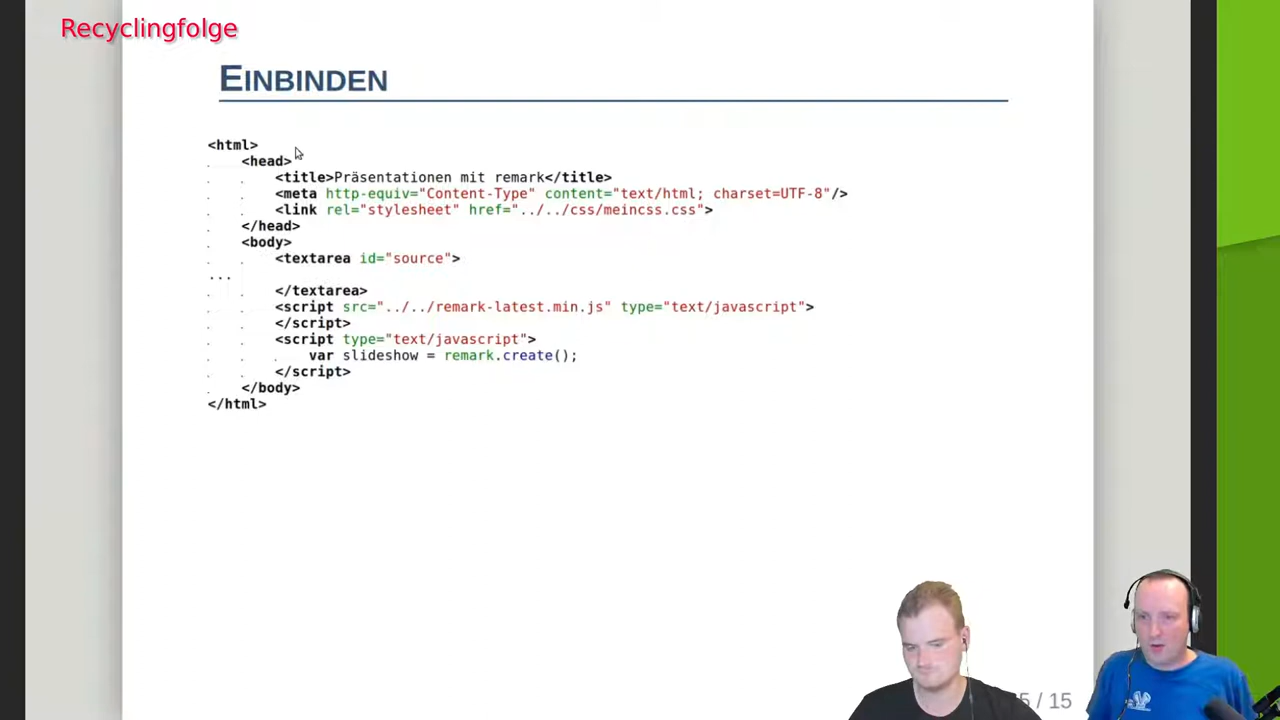 Recyclingfolge
EINBINDEN
<html>
<head>
<title>Präsentationen mit remark</title>
<meta http-equiv="Content-Type" content="text/html; charset=UTF-8"/>
<link rel="stylesheet" href="../../css/meincss.css">
</head>
<body>
<textarea id="source">
...
</textarea>
<script src="../../remark-latest.min.js" type="text/javascript">
</script>
<script type="text/javascript">
var slideshow = remark.create();
</script>
</body>
</html>
/ 15